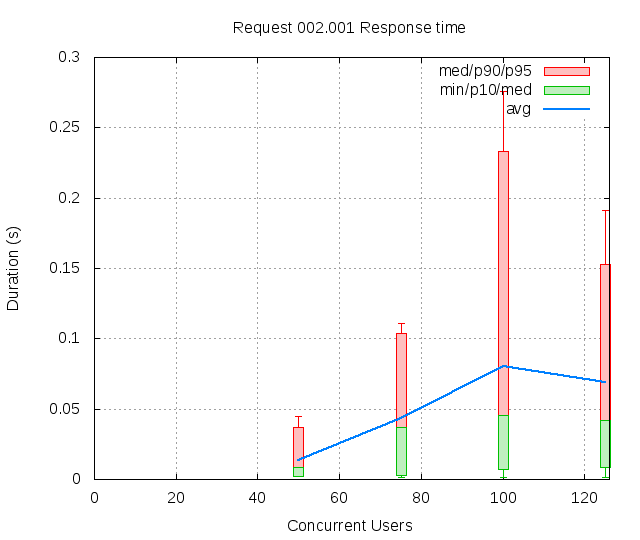 Request 002.001 Response time
0.3
0.25
0.2
0.15
0.1
0.05
0
Duration (s)
med/p90/p95
min/p10/med
avg
0 20 40 60 80 100 120
Concurrent Users